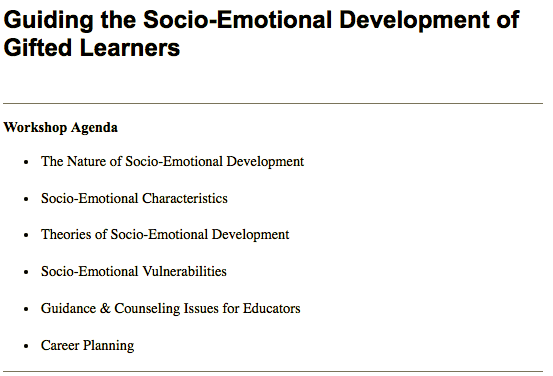 Guiding the Socio-Emotional Development of
Gifted Learners
Workshop Agenda
• The Nature of Socio-Emotional Development
• Socio-Emotional Characteristics
• Theories of Socio-Emotional Development
• Socio-Emotional Vulnerabilities
• Guidance & Counseling Issues for Educators
• Career Planning